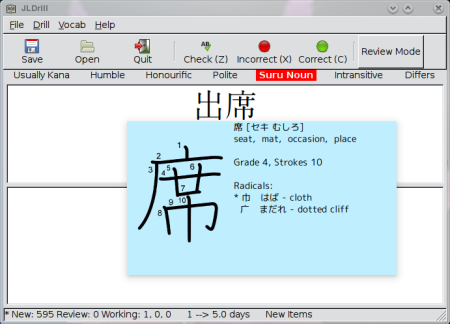 JLDrill
File Drill Vocab Help
Save Open Quit Check (Z) Incorrect (X) Correct (C) Review Mode
Usually Kana Humble Honourific Polite Suru Noun Intransitive Differs
出席
席 [セキ むしろ]
seat, mat, occasion, place
Grade 4, Strokes 10
Radicals:
* 巾 はば - cloth
广 まだれ - dotted cliff
席
1
2
3
4
5
6
7
8
9
10
* New: 595 Review: 0 Working: 1, 0, 0 1 --> 5.0 days New Items